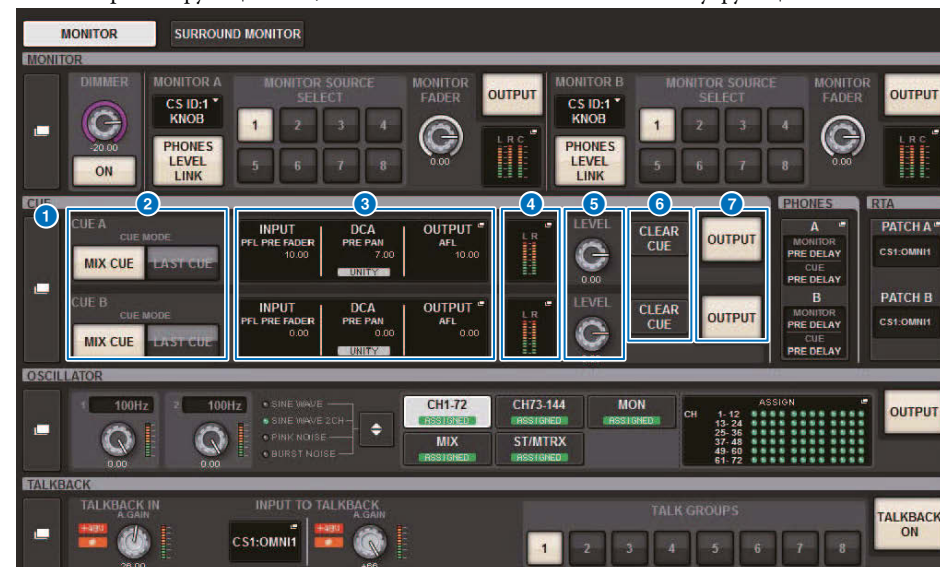 MONITOR SURROUND MONITOR
MONITOR
DIMMER MONITOR A MONITOR SOURCE SELECT MONITOR FADER OUTPUT MONITOR B MONITOR SOURCE SELECT MONITOR FADER OUTPUT
CS ID:1 KNOB CS ID:1 KNOB
1 2 3 4 1 2 3 4
L R C L R C
-20.00 PHONES LEVEL LINK 0.00 PHONES LEVEL LINK 0.00
ON 5 6 7 8 5 6 7 8
CUE PHONES RTA
1 2 3 4 5 6 7
CUE A INPUT DCA OUTPUT LEVEL CLEAR CUE OUTPUT A PATCH A
CUE MODE PFL PRE FADER PRE PAN AFL L R MONITOR PRE DELAY CS1:OMNI1
MIX CUE LAST CUE 10.00 7.00 10.00 CUE PRE DELAY
UNITY 0.00
CUE B INPUT DCA OUTPUT LEVEL CLEAR CUE OUTPUT B PATCH B
CUE MODE PFL PRE FADER PRE PAN AFL L R MONITOR PRE DELAY CS1:OMNI1
MIX CUE LAST CUE 0.00 0.00 0.00 CUE PRE DELAY
UNITY
OSCILLATOR
1 100Hz 2 100Hz SINE WAVE CH1-72 CH73-144 MON ASSIGN OUTPUT
SINE WAVE 2CH ASSIGNED ASSIGNED ASSIGNED CH 1-12
13-24
PINK NOISE MIX ST/MTRX 25-36
37-48
BURST NOISE ASSIGNED ASSIGNED 49-60
0.00 0.00 61-72
TALKBACK
TALKBACK IN INPUT TO TALKBACK TALK GROUPS TALKBACK ON
A.GAIN A.GAIN
+48V CS1:OMNI1 +48V
1 2 3 4 5 6 7 8